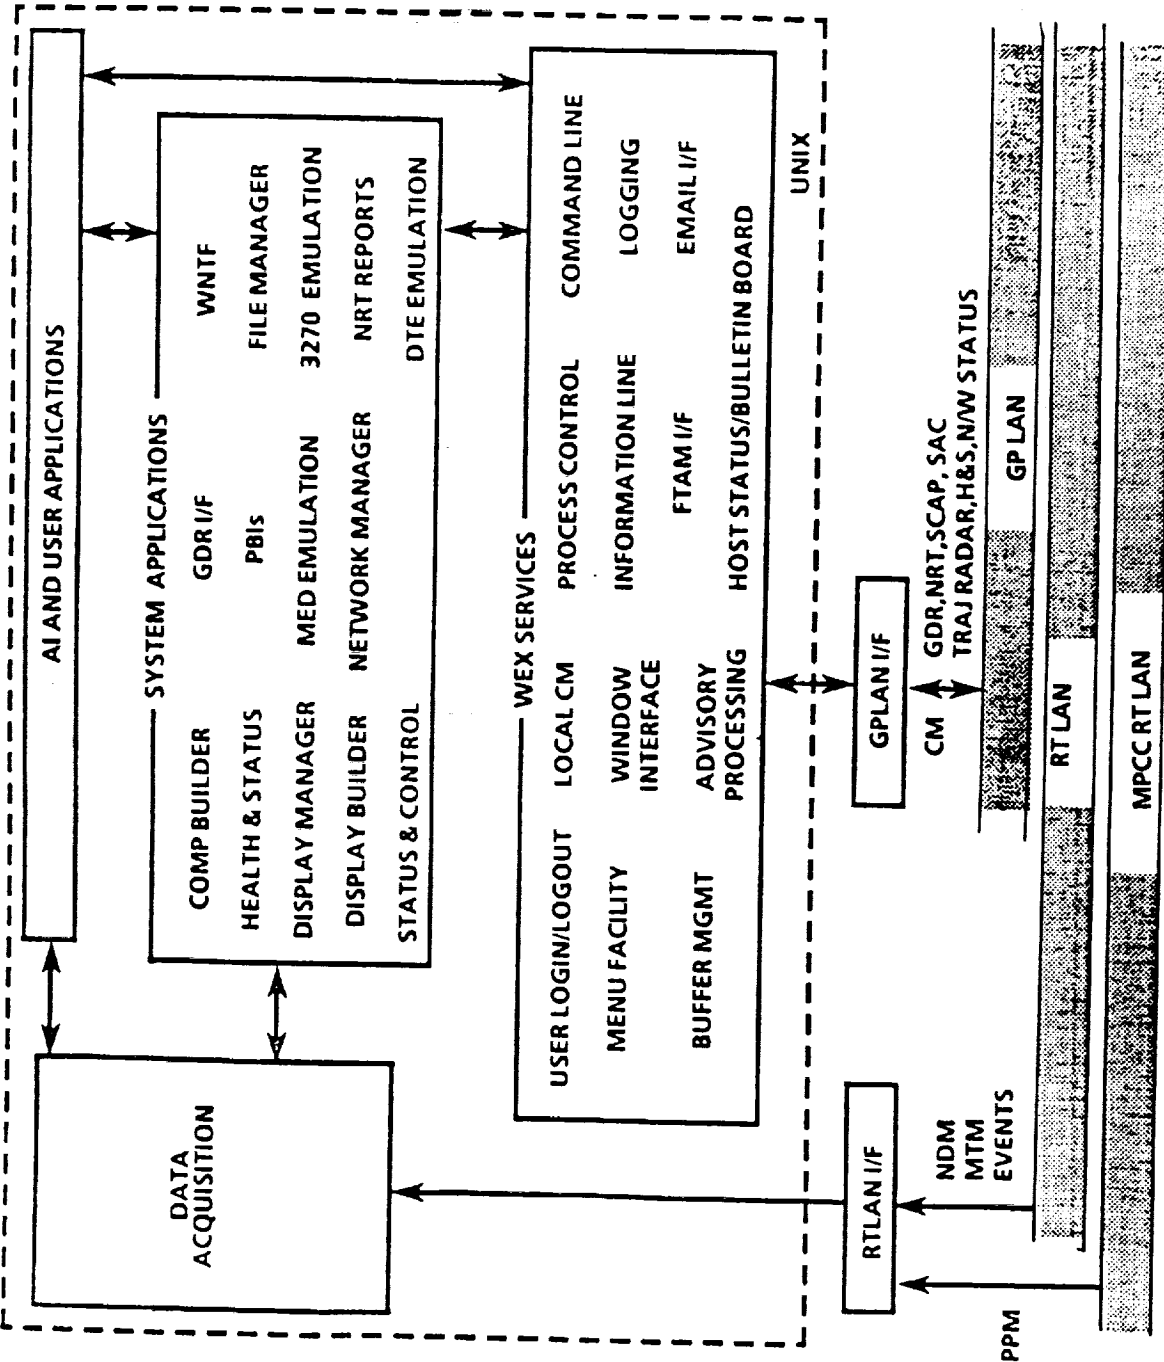 AI AND USER APPLICATIONS
DATA
ACQUISITION
SYSTEM APPLICATIONS
COMP BUILDER GDR I/F WNTF
HEALTH & STATUS PBIs FILE MANAGER
DISPLAY MANAGER MED EMULATION 3270 EMULATION
DISPLAY BUILDER NETWORK MANAGER NRT REPORTS
STATUS & CONTROL DTE EMULATION
WEX SERVICES
USER LOGIN/LOGOUT LOCAL CM PROCESS CONTROL COMMAND LINE
MENU FACILITY WINDOW INFORMATION LINE LOGGING
INTERFACE
BUFFER MGMT ADVISORY FTAM I/F EMAIL I/F
PROCESSING HOST STATUS/BULLETIN BOARD
UNIX
RTLAN I/F
GPLAN I/F
PPM
NDM
MTM
EVENTS
CM
GDR,NRT,SCAP, SAC
TRAJ RADAR,H&S,N/W STATUS
GP LAN
RT LAN
MPCC RT LAN